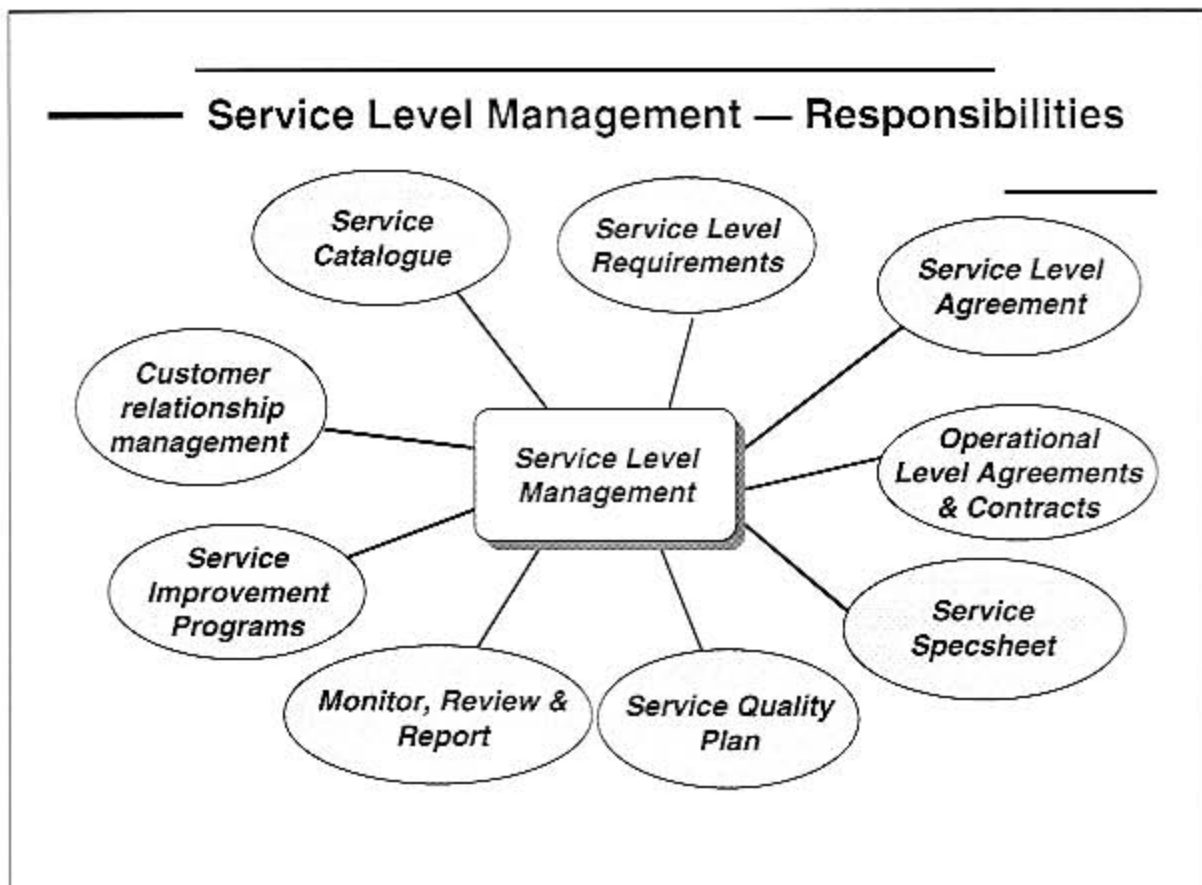 Service Level Management — Responsibilities
Service
Catalogue
Service Level
Requirements
Service Level
Agreement
Customer
relationship
management
Service Level
Management
Operational
Level Agreements
& Contracts
Service
Improvement
Programs
Service
Specsheet
Monitor, Review &
Report
Service Quality
Plan